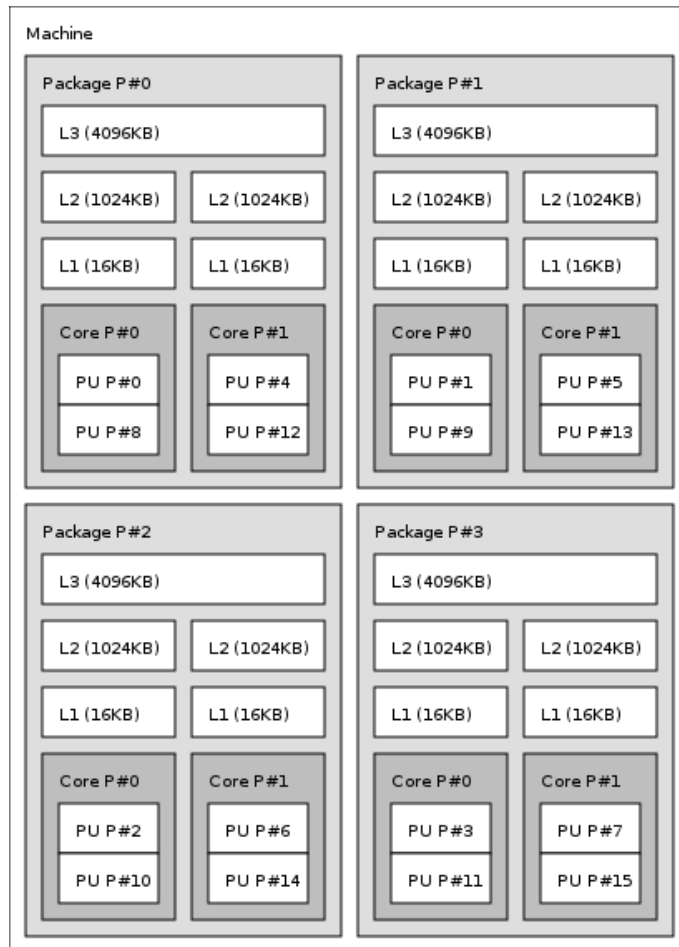 Machine
Package P#0
L3 (4096KB)
L2 (1024KB) L2 (1024KB)
L1 (16KB) L1 (16KB)
Core P#0 Core P#1
PU P#0 PU P#4
PU P#8 PU P#12
Package P#1
L3 (4096KB)
L2 (1024KB) L2 (1024KB)
L1 (16KB) L1 (16KB)
Core P#0 Core P#1
PU P#1 PU P#5
PU P#9 PU P#13
Package P#2
L3 (4096KB)
L2 (1024KB) L2 (1024KB)
L1 (16KB) L1 (16KB)
Core P#0 Core P#1
PU P#2 PU P#6
PU P#10 PU P#14
Package P#3
L3 (4096KB)
L2 (1024KB) L2 (1024KB)
L1 (16KB) L1 (16KB)
Core P#0 Core P#1
PU P#3 PU P#7
PU P#11 PU P#15